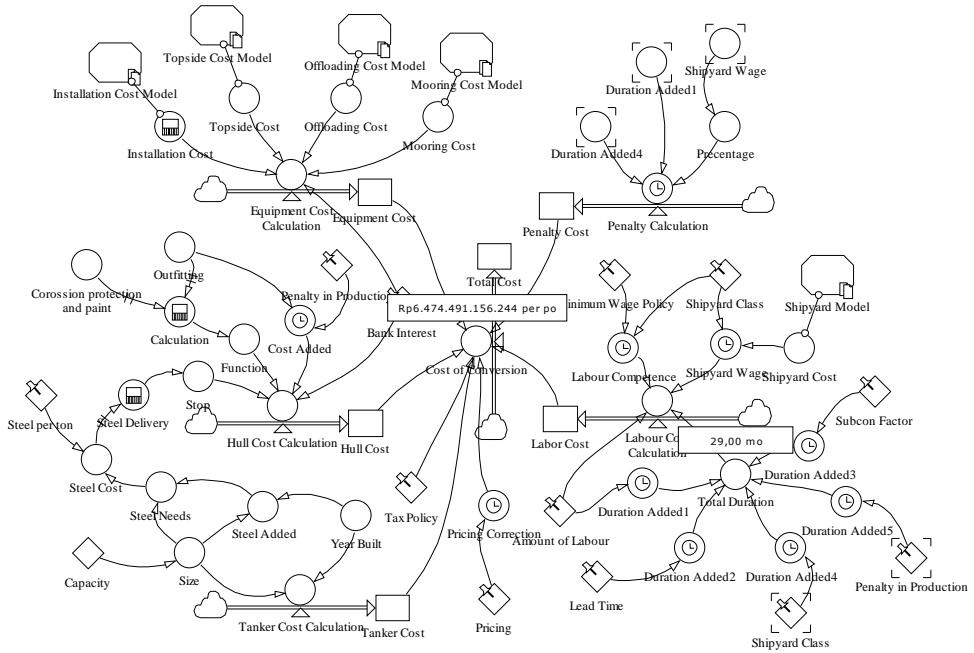 Topside Cost Model
Offloading Cost Model
Mooring Cost Model
Installation Cost Model
Shipyard Wage
Duration Added1
Topside Cost
Offloading Cost
Mooring Cost
Installation Cost
Duration Added4
Precentage
Equipment Cost
Calculation
Equipment Cost
Penalty Cost
Penalty Calculation
Outfitting
Total Cost
Corossion protection
and paint
Penalty in Production
Rp6.474.491.156.244 per po
inimum Wage Policy
Shipyard Class
Shipyard Model
Bank Interest
Calculation
Cost Added
Function
Cost of Conversion
Labour Competence
Shipyard Wage
Shipyard Cost
Steel per ton
Steel Delivery
Stop
Hull Cost Calculation
Hull Cost
Labor Cost
Labour Co
Calculation
29,00 mo
Subcon Factor
Duration Added3
Steel Cost
Total Duration
Steel Needs
Steel Added
Year Built
Tax Policy
Pricing Correction
Amount of Labour
Duration Added1
Duration Added5
Capacity
Size
Duration Added2
Duration Added4
Penalty in Production
Lead Time
Tanker Cost Calculation
Tanker Cost
Pricing
Shipyard Class